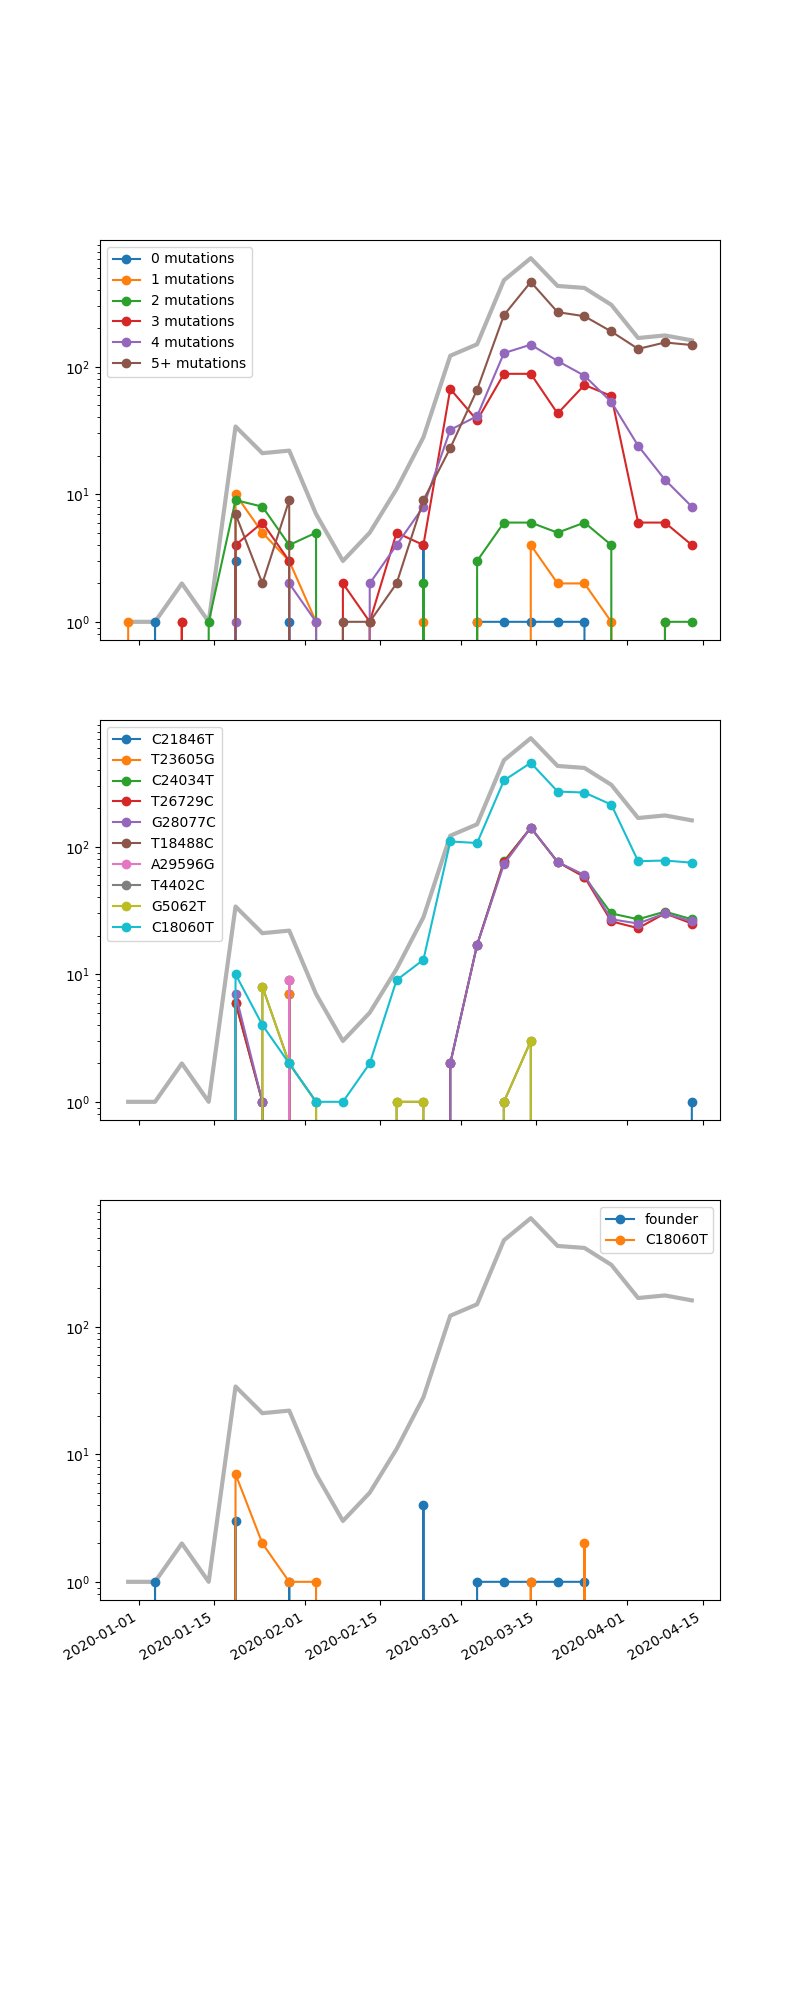 0 mutations
1 mutations
2 mutations
3 mutations
4 mutations
5+ mutations
10²
10¹
10⁰
C21846T
T23605G
C24034T
T26729C
G28077C
T18488C
A29596G
T4402C
G5062T
C18060T
10²
10¹
10⁰
founder
C18060T
10²
10¹
10⁰
2020-01-01
2020-01-15
2020-02-01
2020-02-15
2020-03-01
2020-03-15
2020-04-01
2020-04-15